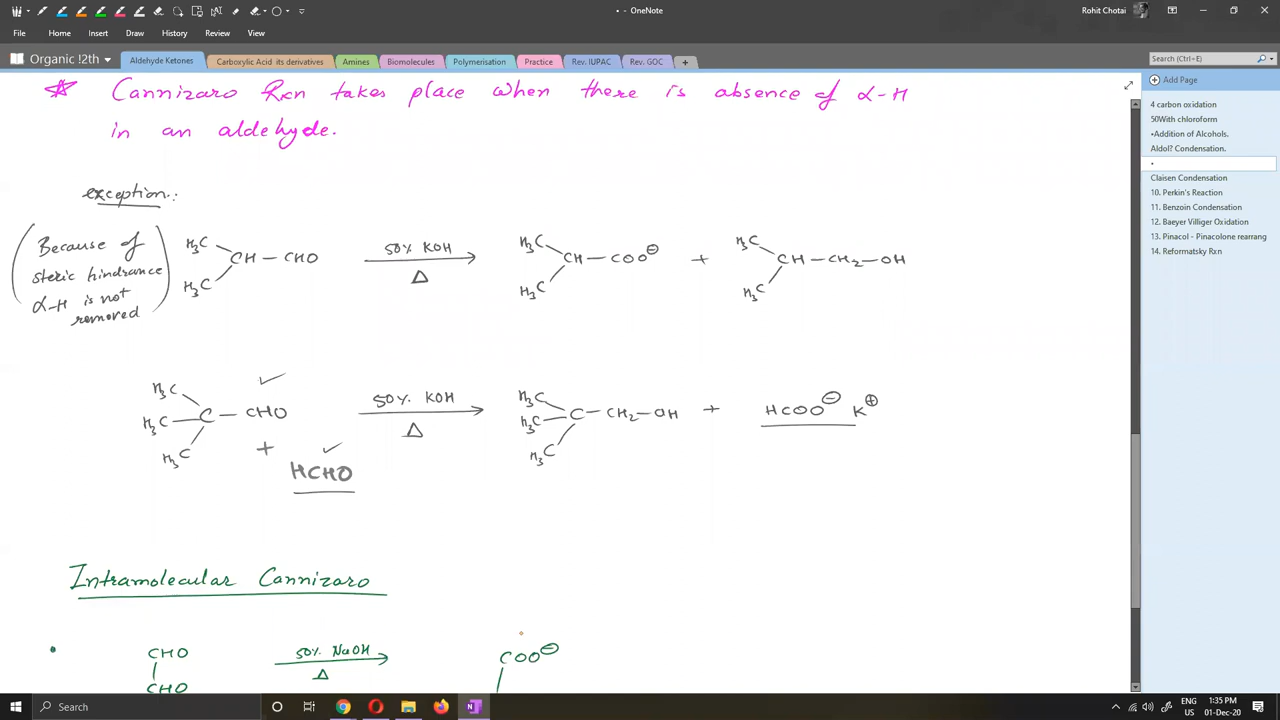 • OneNote
Rohit Chotai
File Home Insert Draw History Review View
Organic !2th
Aldehyde Ketones Carboxylic Acid its derivatives Amines Biomolecules Polymerisation Practice Rev. IUPAC Rev. GOC +
Search (Ctrl+E)
Add Page
4 carbon oxidation
50With chloroform
•Addition of Alcohols.
Aldol? Condensation.
•
Claisen Condensation
10. Perkin's Reaction
11. Benzoin Condensation
12. Baeyer Villiger Oxidation
13. Pinacol - Pinacolone rearrang
14. Reformatsky Rxn
Cannizaro Rxn takes place when there is absence of α-H
in an aldehyde.
exception:
(Because of
steric hindrance
α-H is not
removed)
H3C
H3C
CH - CHO
50% KOH
Δ
H3C
H3C
CH - COO⊖
+
H3C
H3C
CH - CH2 - OH
H3C
H3C
H3C
C - CHO
+
HCHO
50% KOH
Δ
H3C
H3C
H3C
C - CH2 - OH
+
HCOO⊖ K⊕
Intramolecular Cannizaro
• CHO
CHO
50% NaOH
Δ
COO⊖
Search
ENG
US
1:35 PM
01-Dec-20